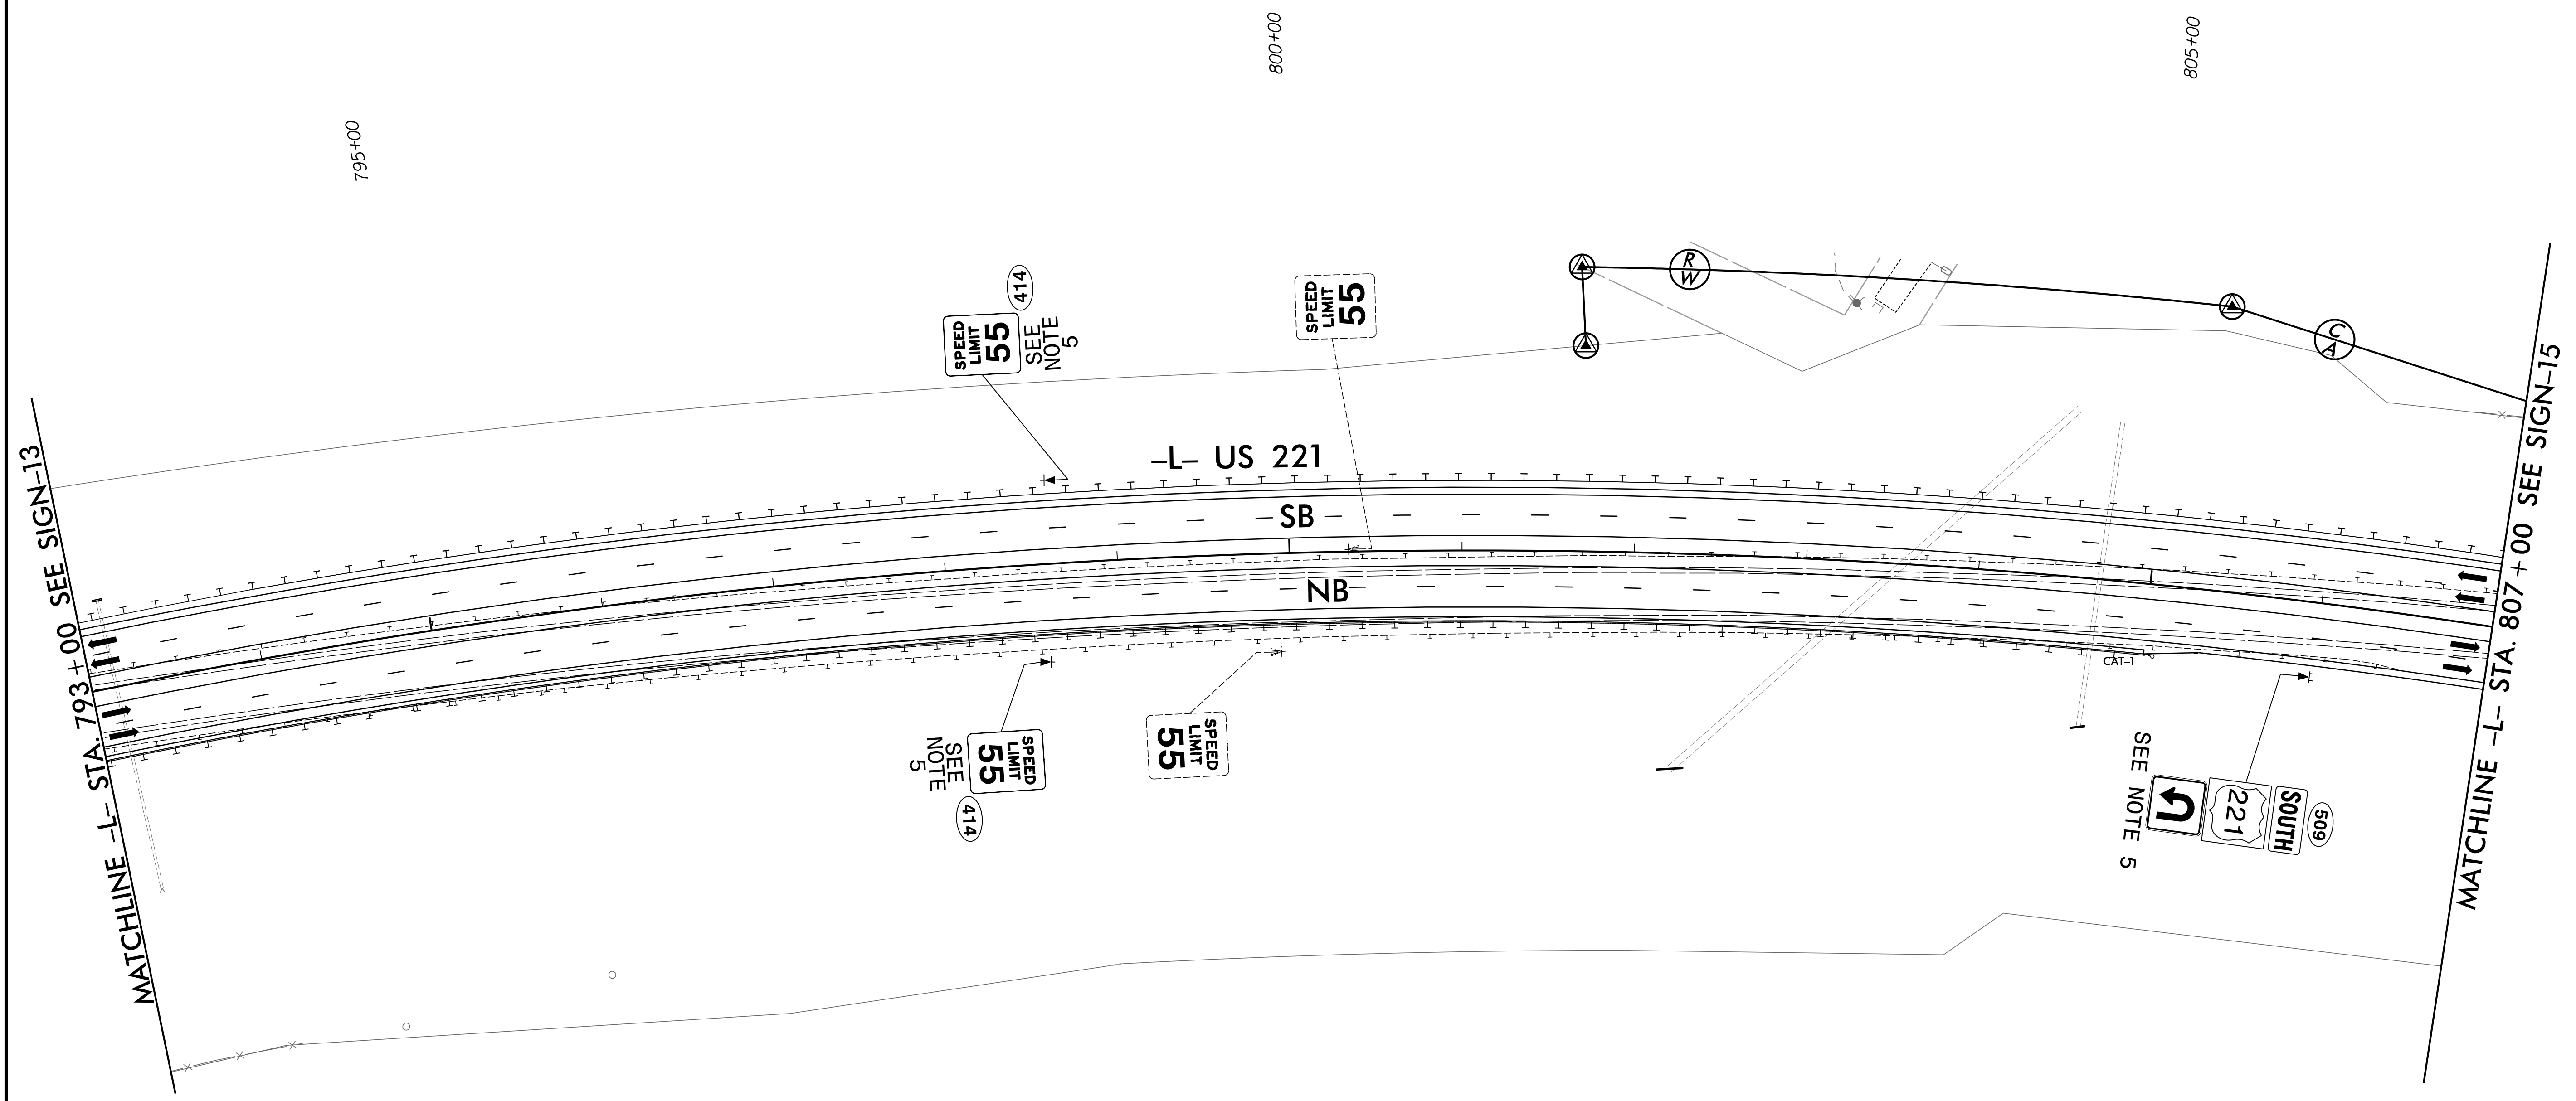 795+00
800+00
805+00
MATCHLINE –L– STA. 793+00 SEE SIGN–13
414
SPEED
LIMIT
55
SEE
NOTE
5
SPEED
LIMIT
55
R
W
C
A
–L– US 221
SB
NB
CAT–1
SPEED
LIMIT
55
SEE
NOTE
5
414
SPEED
LIMIT
55
509
SOUTH
221
SEE NOTE 5
MATCHLINE –L– STA. 807+00 SEE SIGN–15